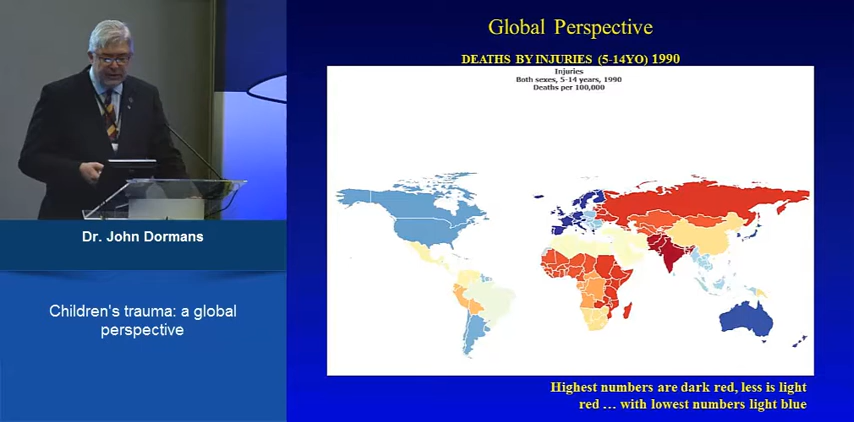 Global Perspective
DEATHS BY INJURIES (5-14YO) 1990
Injuries
Both sexes, 5-14 years, 1990
Deaths per 100,000
Dr. John Dormans
Children's trauma: a global
perspective
Highest numbers are dark red, less is light
red ... with lowest numbers light blue